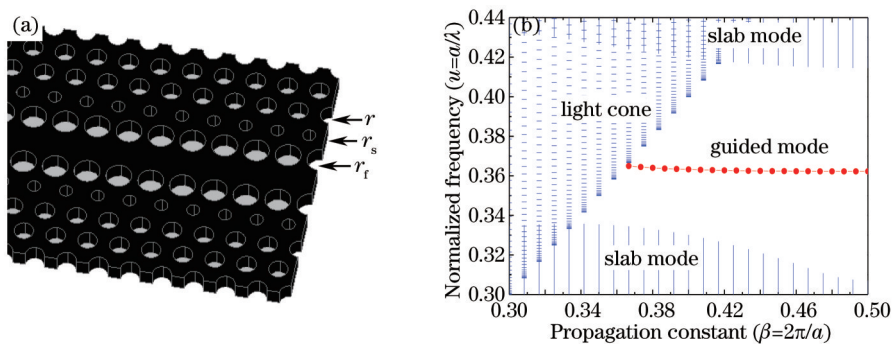 (a)
r
r_s
r_f
(b)
Normalized frequency (u=a/λ)
0.44
0.42
0.40
0.38
0.36
0.34
0.32
0.30
slab mode
light cone
guided mode
slab mode
0.30 0.34 0.38 0.42 0.46 0.50
Propagation constant (β=2π/a)